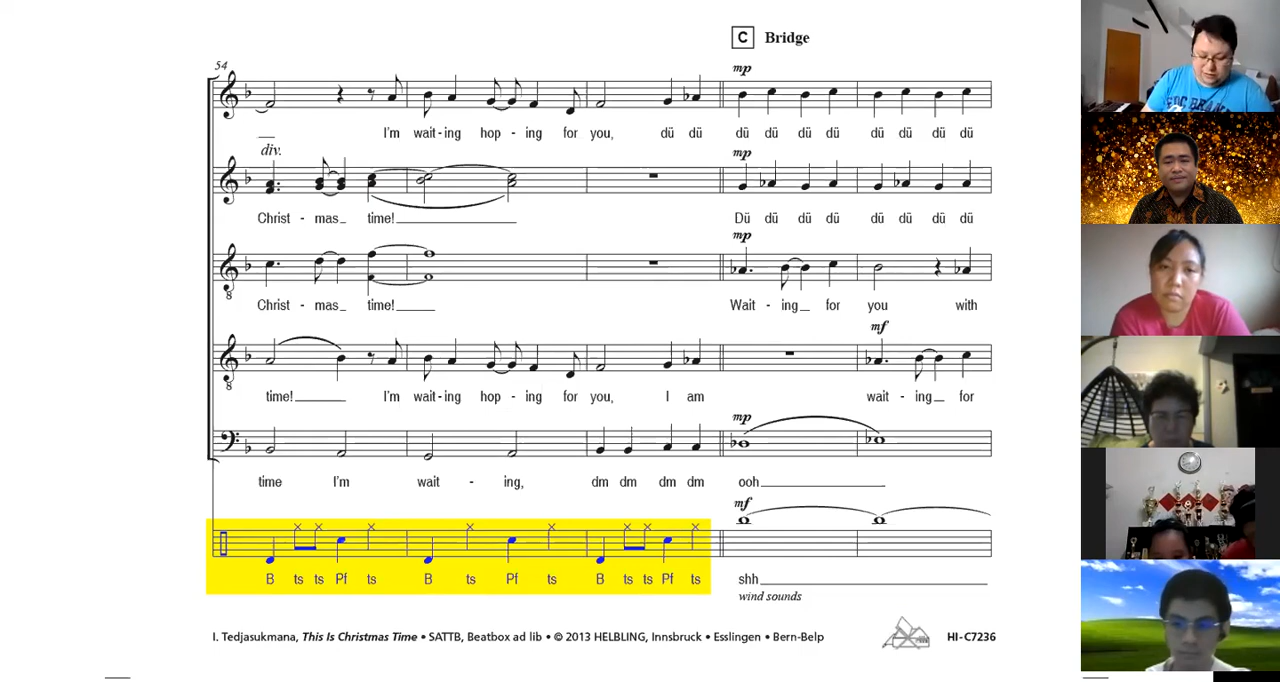 C Bridge
54
mp
I'm wait-ing hop - ing for you, dü dü dü dü dü dü dü dü dü dü
div.
mp
Christ - mas time! Dü dü dü dü dü dü dü dü
mp
Christ - mas time! Wait - ing for you with
mf
time! I'm wait-ing hop - ing for you, I am wait - ing for
mp
time I'm wait - ing, dm dm dm dm ooh
mf
B ts ts Pf ts B ts Pf ts B ts ts Pf ts shh
wind sounds
I. Tedjasukmana, This Is Christmas Time • SATTB, Beatbox ad lib • © 2013 HELBLING, Innsbruck • Esslingen • Bern-Belp HI-C7236